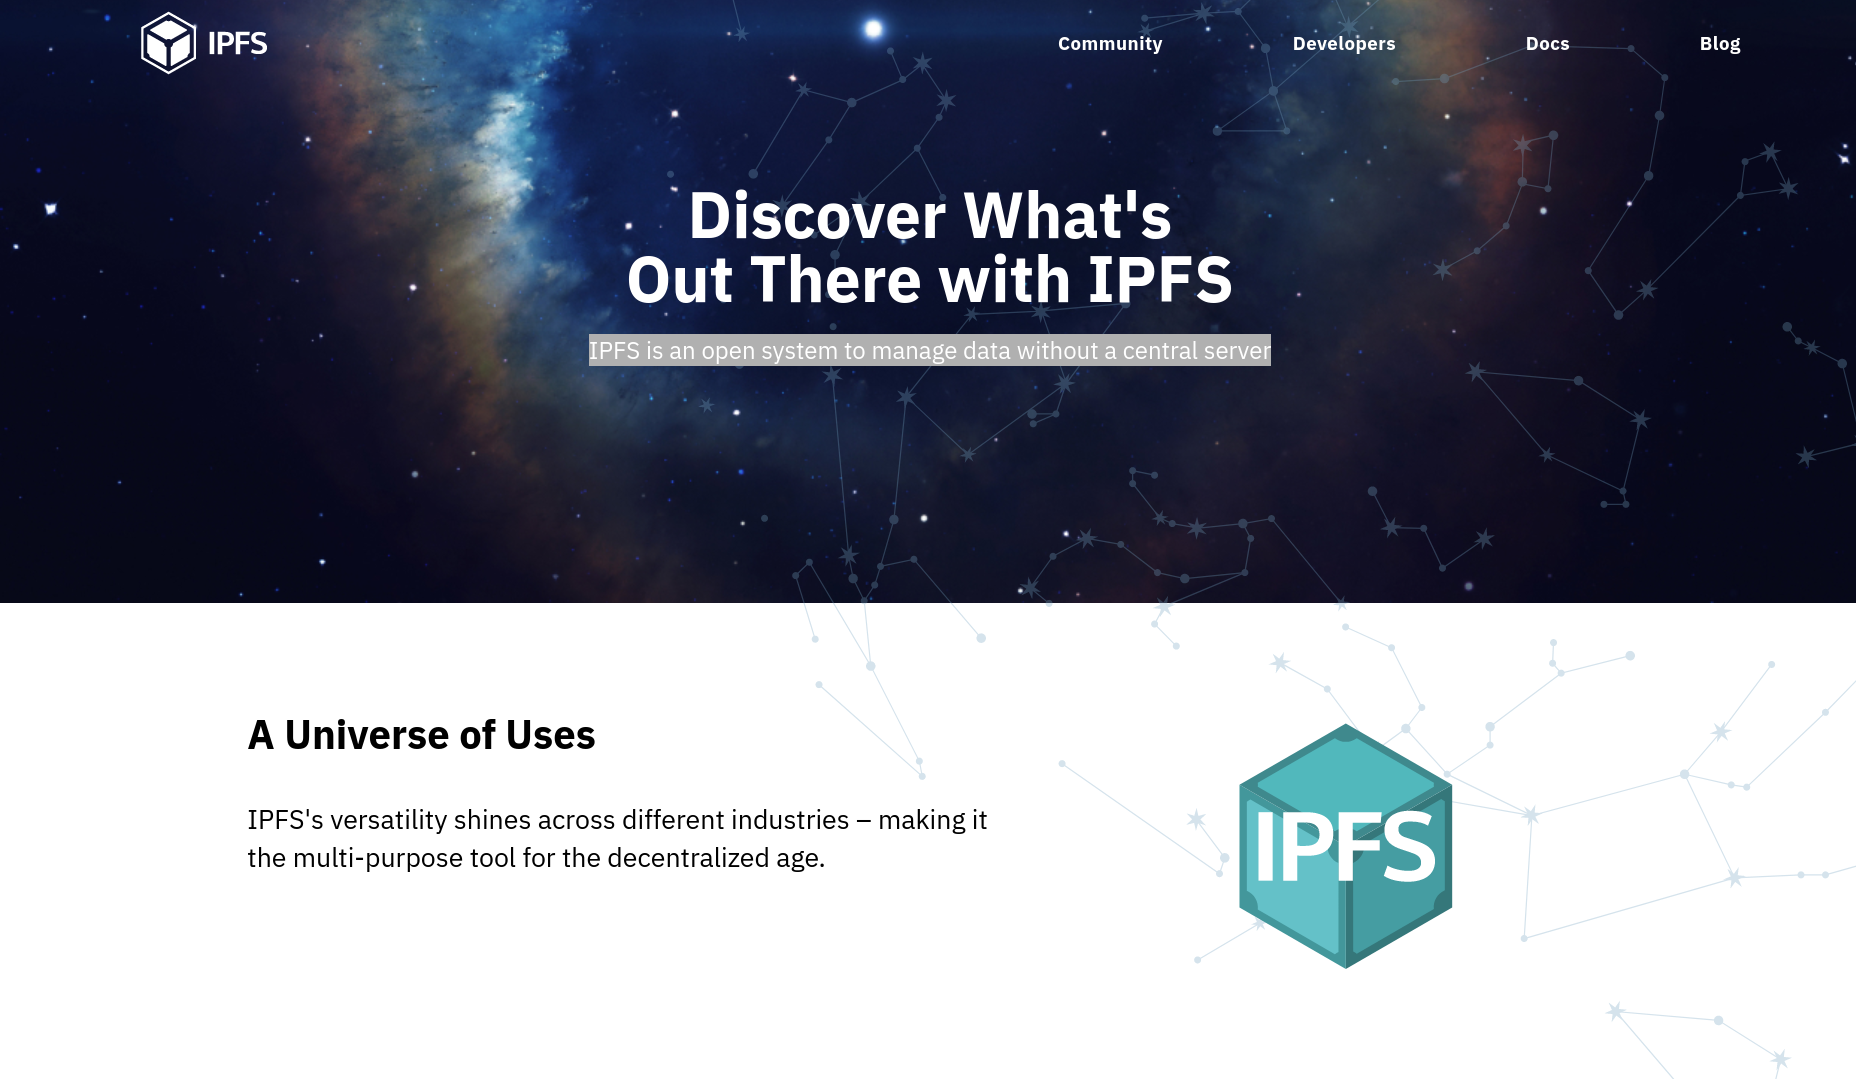 IPFS
Community
Developers
Docs
Blog
Discover What's
Out There with IPFS
IPFS is an open system to manage data without a central server
A Universe of Uses
IPFS's versatility shines across different industries – making it
the multi-purpose tool for the decentralized age.
IPFS